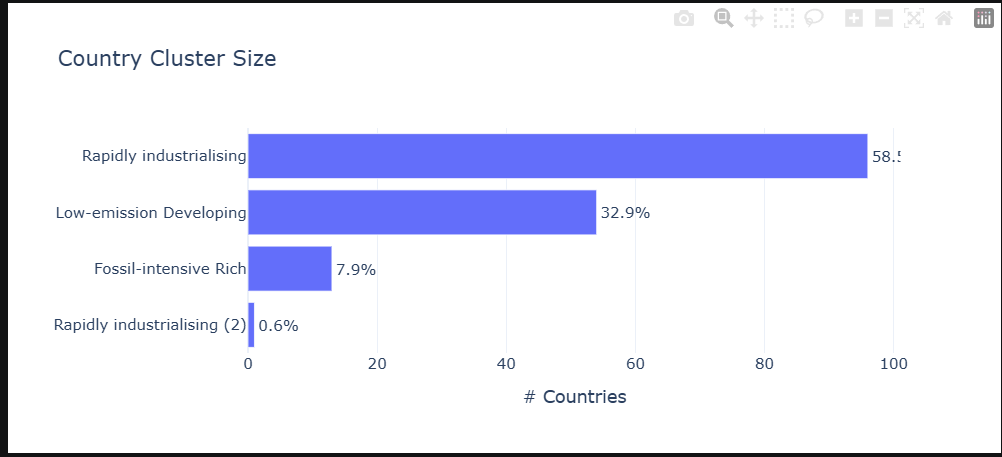 Country Cluster Size
Rapidly industrialising
Low-emission Developing 32.9%
Fossil-intensive Rich 7.9%
Rapidly industrialising (2) 0.6%
0 20 40 60 80 100
# Countries